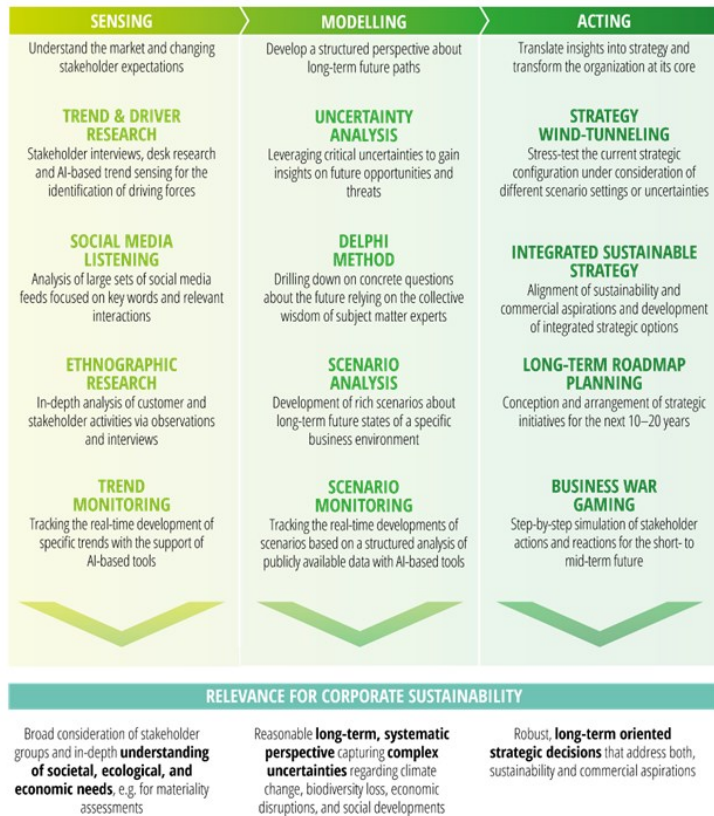 SENSING
Understand the market and changing
stakeholder expectations
TREND & DRIVER
RESEARCH
Stakeholder interviews, desk research
and AI-based trend sensing for the
identification of driving forces
SOCIAL MEDIA
LISTENING
Analysis of large sets of social media
feeds focused on key words and relevant
interactions
ETHNOGRAPHIC
RESEARCH
In-depth analysis of customer and
stakeholder activities via observations
and interviews
TREND
MONITORING
Tracking the real-time development of
specific trends with the support of
AI-based tools
MODELLING
Develop a structured perspective about
long-term future paths
UNCERTAINTY
ANALYSIS
Leveraging critical uncertainties to gain
insights on future opportunities and
threats
DELPHI
METHOD
Drilling down on concrete questions
about the future relying on the collective
wisdom of subject matter experts
SCENARIO
ANALYSIS
Development of rich scenarios about
long-term future states of a specific
business environment
SCENARIO
MONITORING
Tracking the real-time developments of
scenarios based on a structured analysis of
publicly available data with AI-based tools
ACTING
Translate insights into strategy and
transform the organization at its core
STRATEGY
WIND-TUNNELING
Stress-test the current strategic
configuration under consideration of
different scenario settings or uncertainties
INTEGRATED SUSTAINABLE
STRATEGY
Alignment of sustainability and
commercial aspirations and development
of integrated strategic options
LONG-TERM ROADMAP
PLANNING
Conception and arrangement of strategic
initiatives for the next 10–20 years
BUSINESS WAR
GAMING
Step-by-step simulation of stakeholder
actions and reactions for the short- to
mid-term future
RELEVANCE FOR CORPORATE SUSTAINABILITY
Broad consideration of stakeholder
groups and in-depth understanding
of societal, ecological, and
economic needs, e.g. for materiality
assessments
Reasonable long-term, systematic
perspective capturing complex
uncertainties regarding climate
change, biodiversity loss, economic
disruptions, and social developments
Robust, long-term oriented
strategic decisions that address both,
sustainability and commercial aspirations